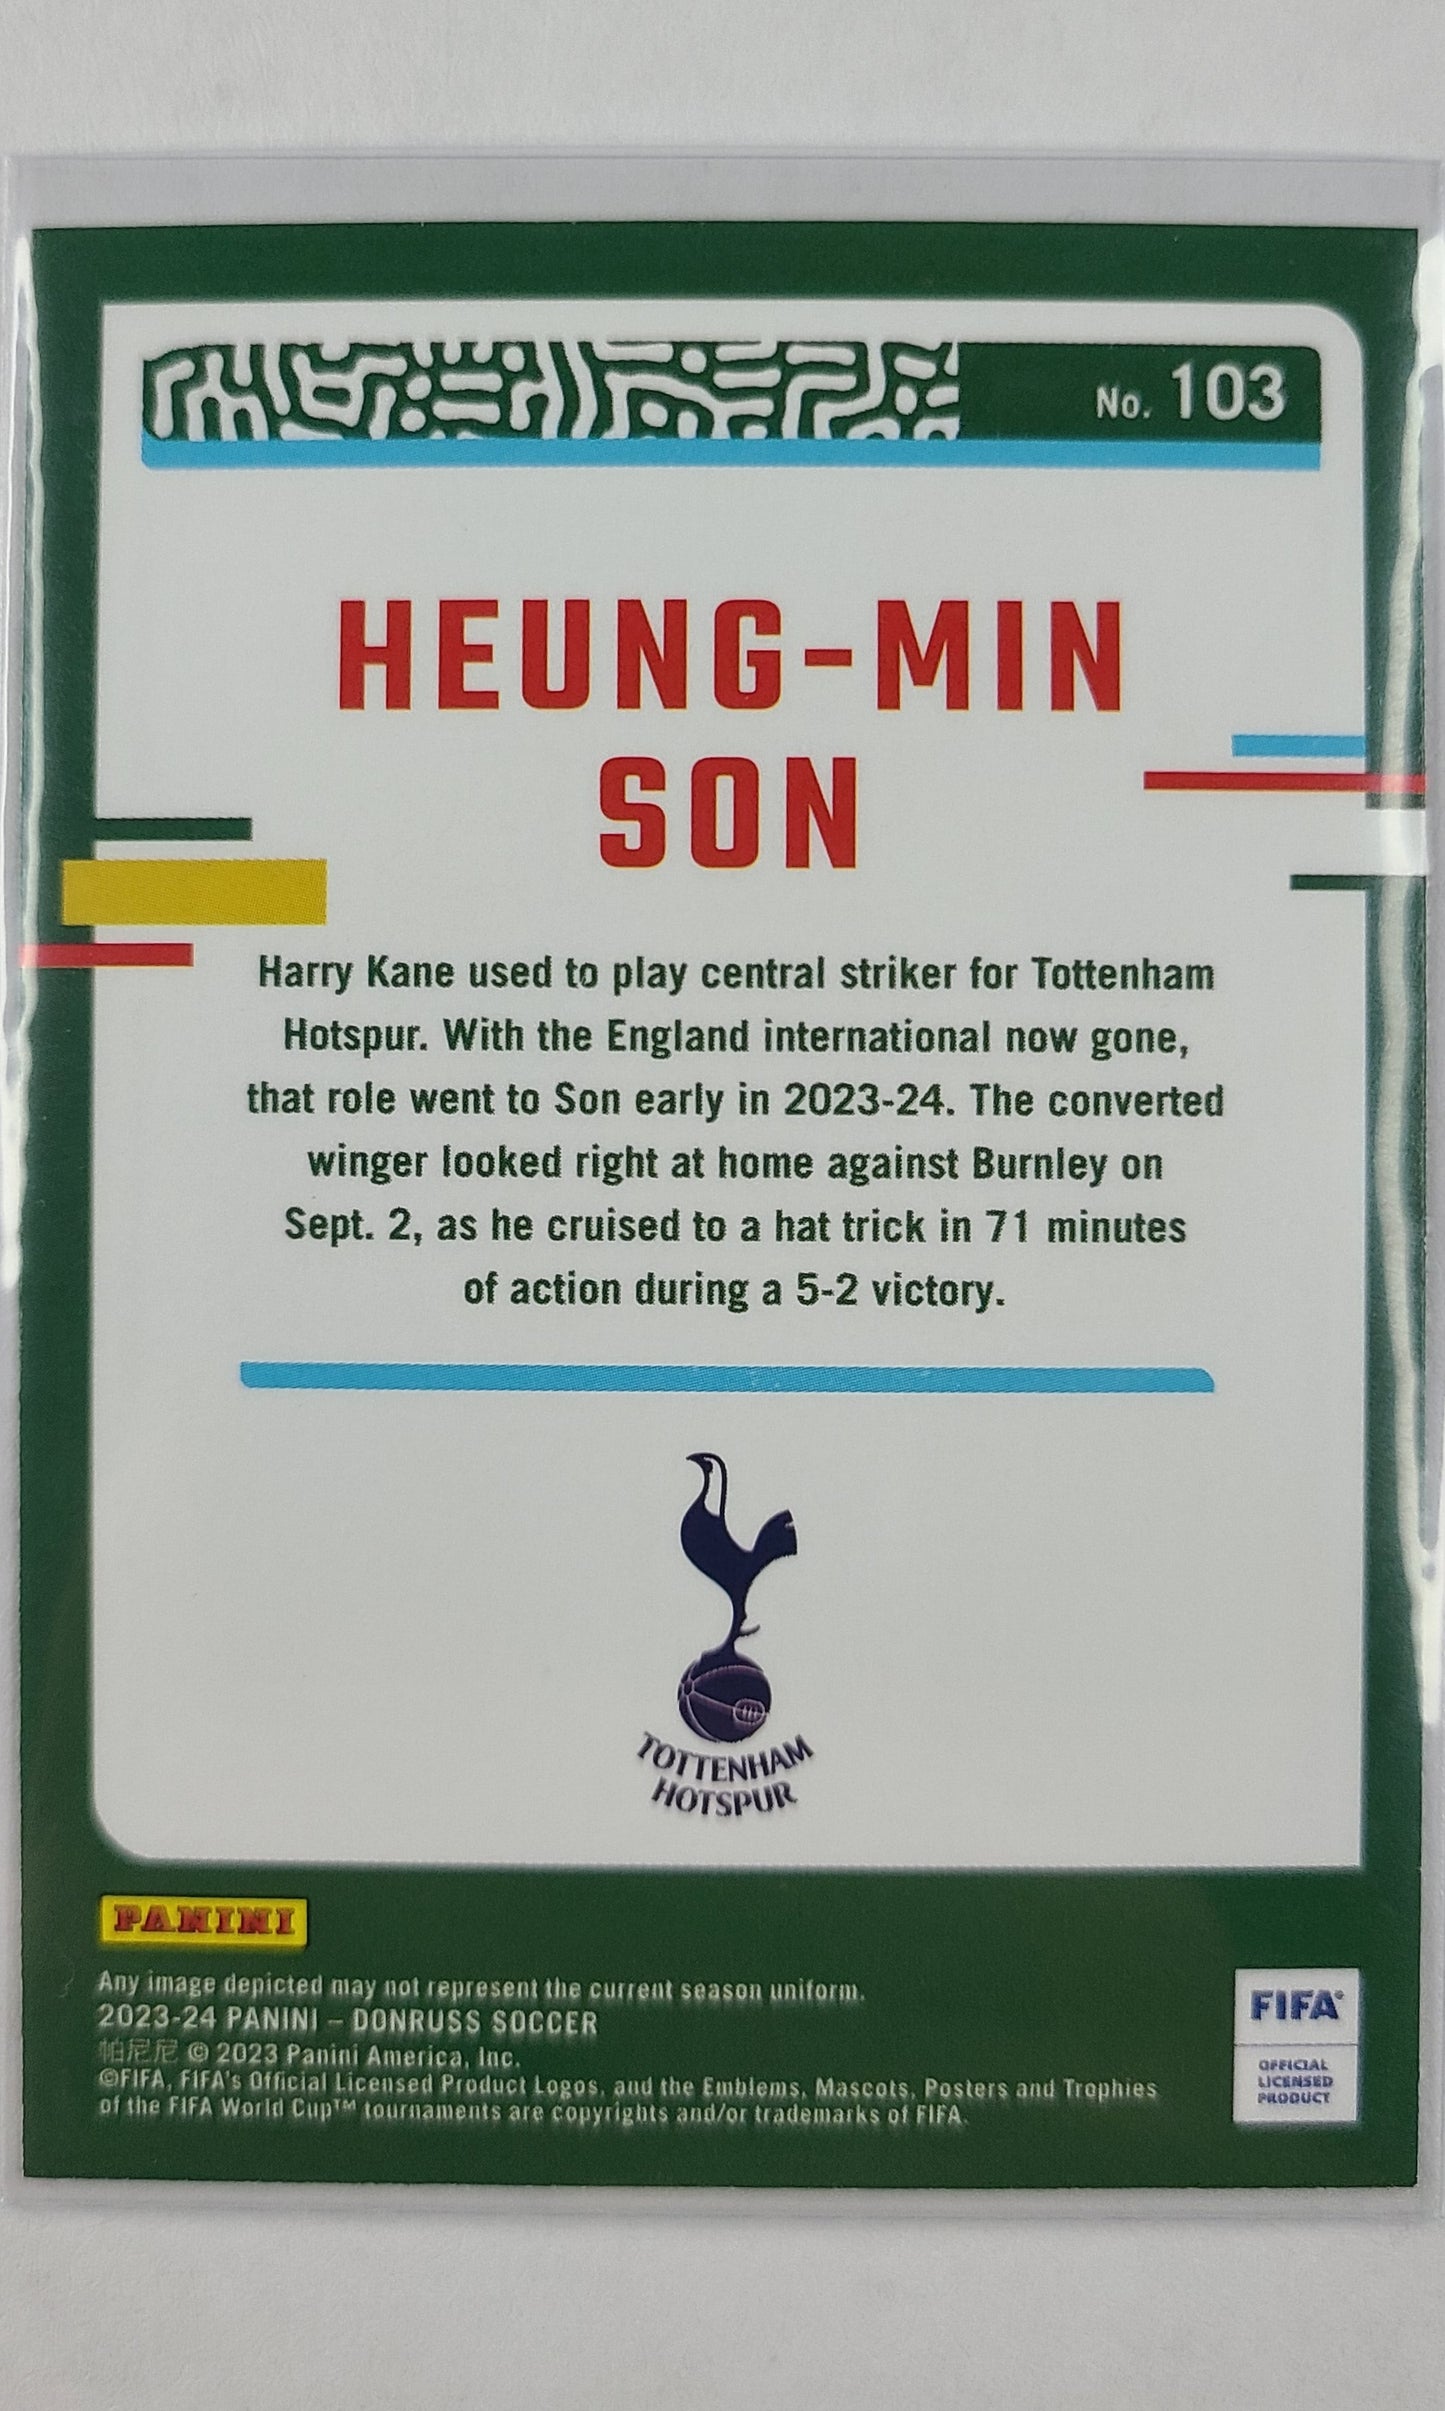 No. 103
HEUNG-MIN
SON
Harry Kane used to play central striker for Tottenham
Hotspur. With the England international now gone,
that role went to Son early in 2023-24. The converted
winger looked right at home against Burnley on
Sept. 2, as he cruised to a hat trick in 71 minutes
of action during a 5-2 victory.
TOTTENHAM
HOTSPUR
PANINI
Any image depicted may not represent the current season uniform.
2023-24 PANINI – DONRUSS SOCCER
帕尼尼 © 2023 Panini America, Inc.
©FIFA, FIFA's Official Licensed Product Logos, and the Emblems, Mascots, Posters and Trophies
of the FIFA World Cup™ tournaments are copyrights and/or trademarks of FIFA.
FIFA®
OFFICIAL
LICENSED
PRODUCT